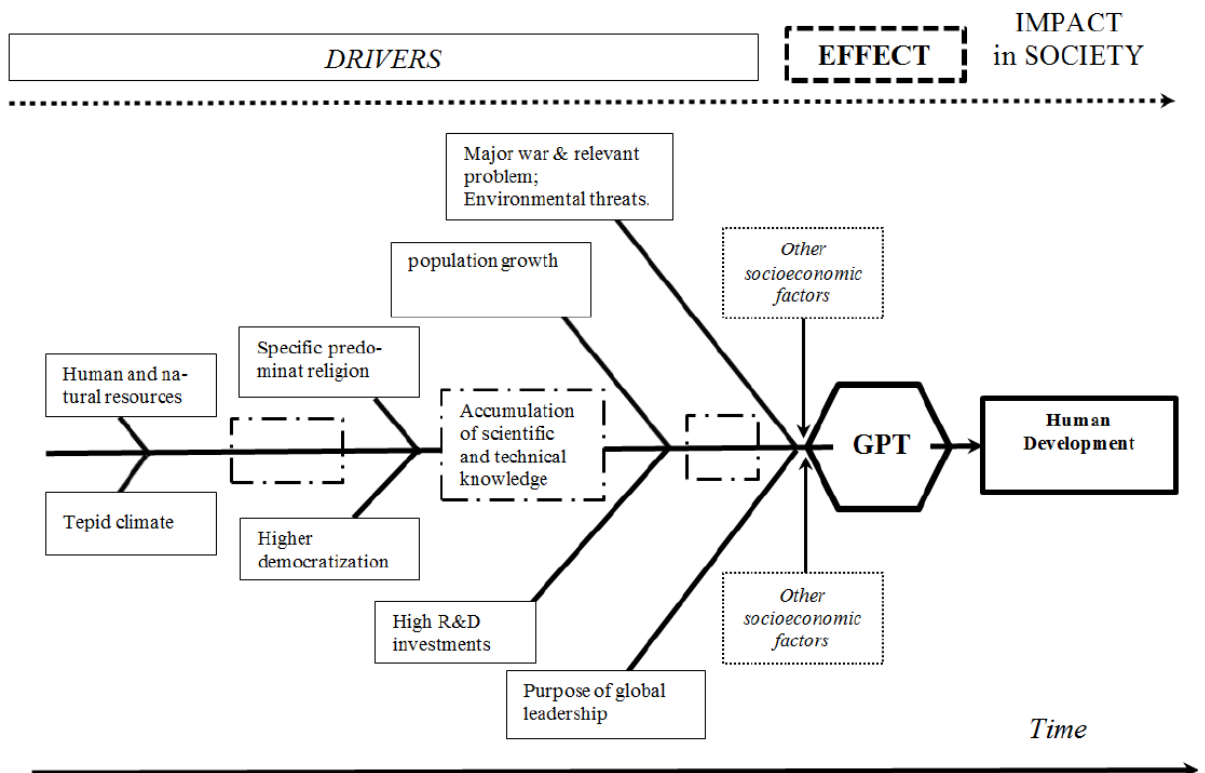 DRIVERS
EFFECT
IMPACT
in SOCIETY
Major war & relevant
problem;
Environmental threats.
population growth
Other
socioeconomic
factors
Specific predo-
minat religion
Human and na-
tural resources
Accumulation
of scientific
and technical
knowledge
GPT
Human
Development
Tepid climate
Higher
democratization
High R&D
investments
Other
socioeconomic
factors
Purpose of global
leadership
Time